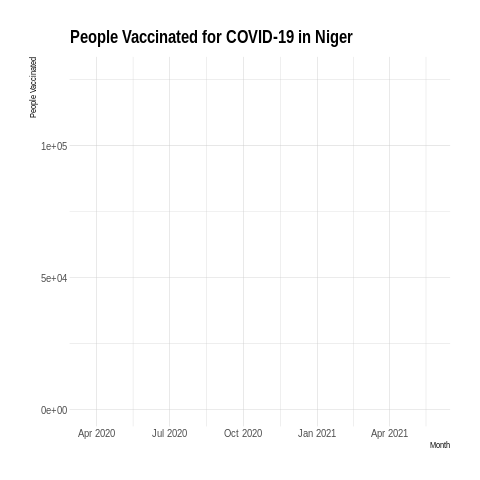 People Vaccinated for COVID-19 in Niger
People Vaccinated
1e+05
5e+04
0e+00
Apr 2020 Jul 2020 Oct 2020 Jan 2021 Apr 2021
Month